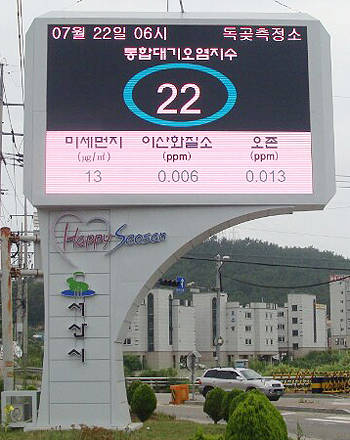 07월 22일 06시 독곶측정소
통합대기오염지수
22
미세먼지 이산화질소 오존
(㎍/㎥) (ppm) (ppm)
13 0.006 0.013
Happy Seosan
서산시